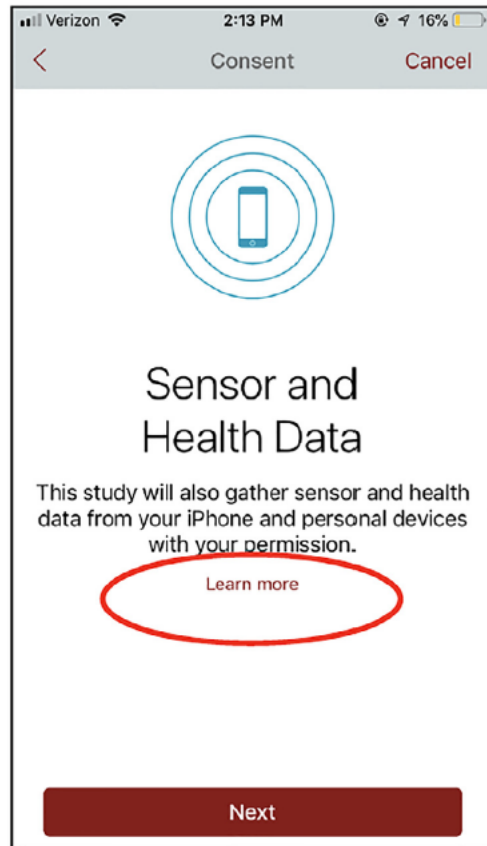 Verizon 2:13 PM 16%
Consent Cancel
Sensor and
Health Data
This study will also gather sensor and health
data from your iPhone and personal devices
with your permission.
Learn more
Next